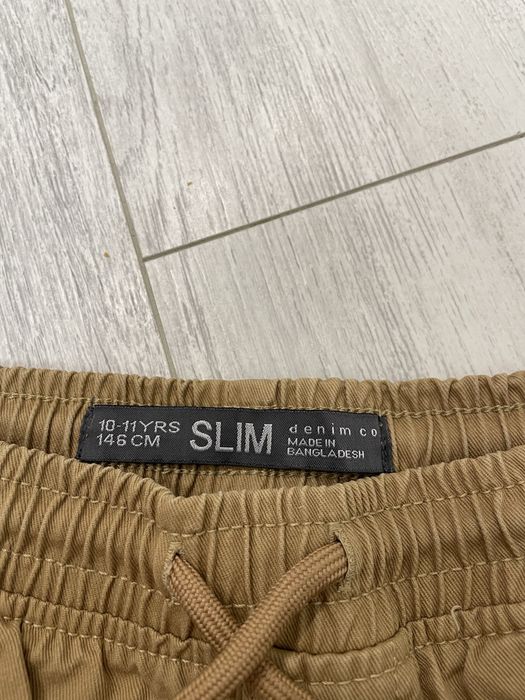 10-11YRS
146 CM
SLIM
denim co
MADE IN
BANGLADESH